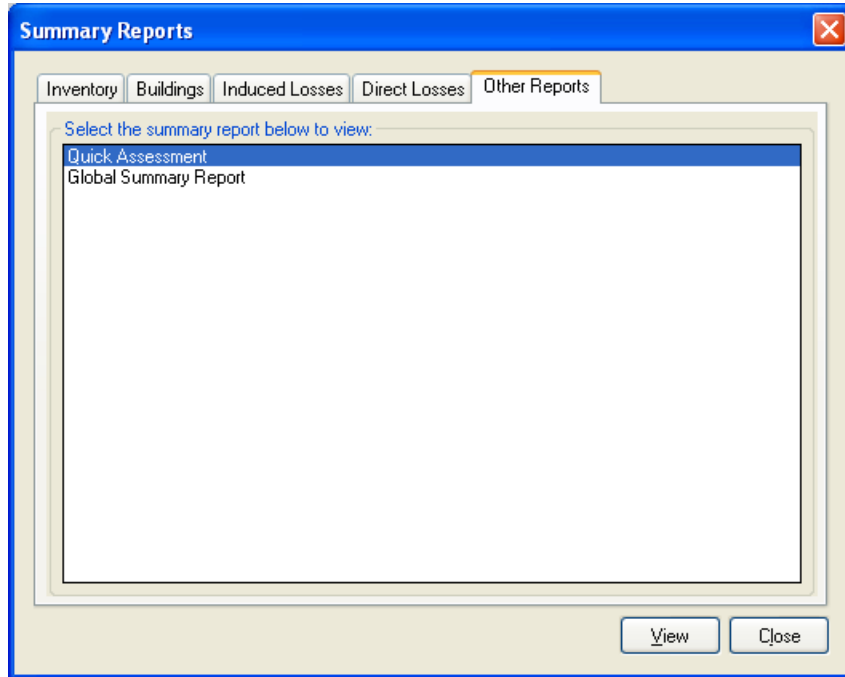 Summary Reports
Inventory Buildings Induced Losses Direct Losses Other Reports
Select the summary report below to view:
Quick Assessment
Global Summary Report
View Close